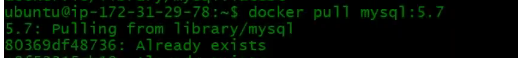 ubuntu@ip-172-31-29-78:~$ docker pull mysql:5.7
5.7: Pulling from library/mysql
80369df48736: Already exists